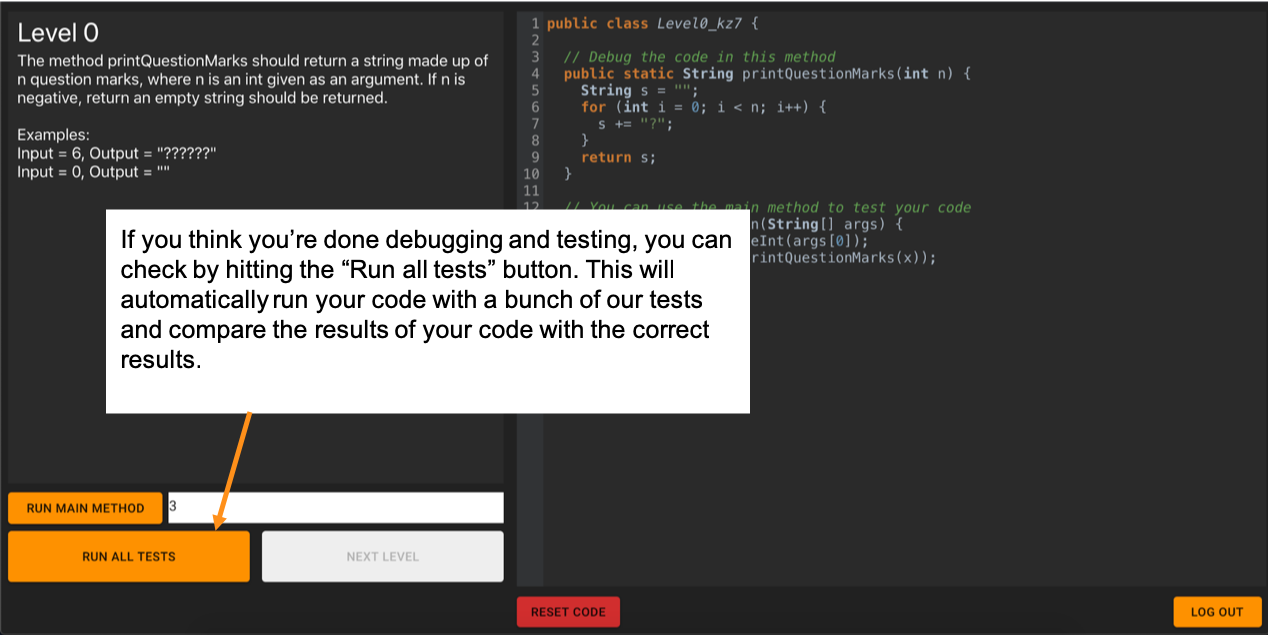 Level 0
The method printQuestionMarks should return a string made up of
n question marks, where n is an int given as an argument. If n is
negative, return an empty string should be returned.
Examples:
Input = 6, Output = "??????"
Input = 0, Output = ""
If you think you’re done debugging and testing, you can
check by hitting the “Run all tests” button. This will
automatically run your code with a bunch of our tests
and compare the results of your code with the correct
results.
RUN MAIN METHOD
3
RUN ALL TESTS
NEXT LEVEL
1 public class Level0_kz7 {
2
3 // Debug the code in this method
4 public static String printQuestionMarks(int n) {
5 String s = "";
6 for (int i = 0; i < n; i++) {
7 s += "?";
8 }
9 return s;
10 }
11
12 // You can use the main method to test your code
n(String[] args) {
eInt(args[0]);
rintQuestionMarks(x));
RESET CODE
LOG OUT